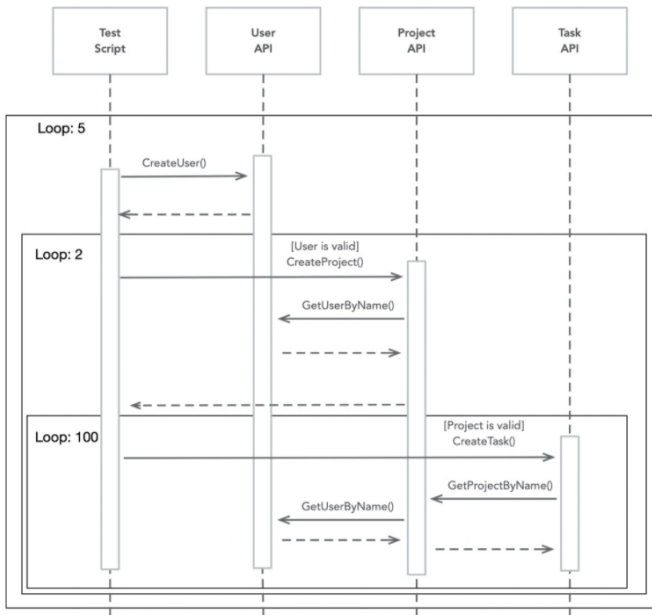 Test
Script
User
API
Project
API
Task
API
Loop: 5
CreateUser()
Loop: 2
[User is valid]
CreateProject()
GetUserByName()
Loop: 100
[Project is valid]
CreateTask()
GetProjectByName()
GetUserByName()